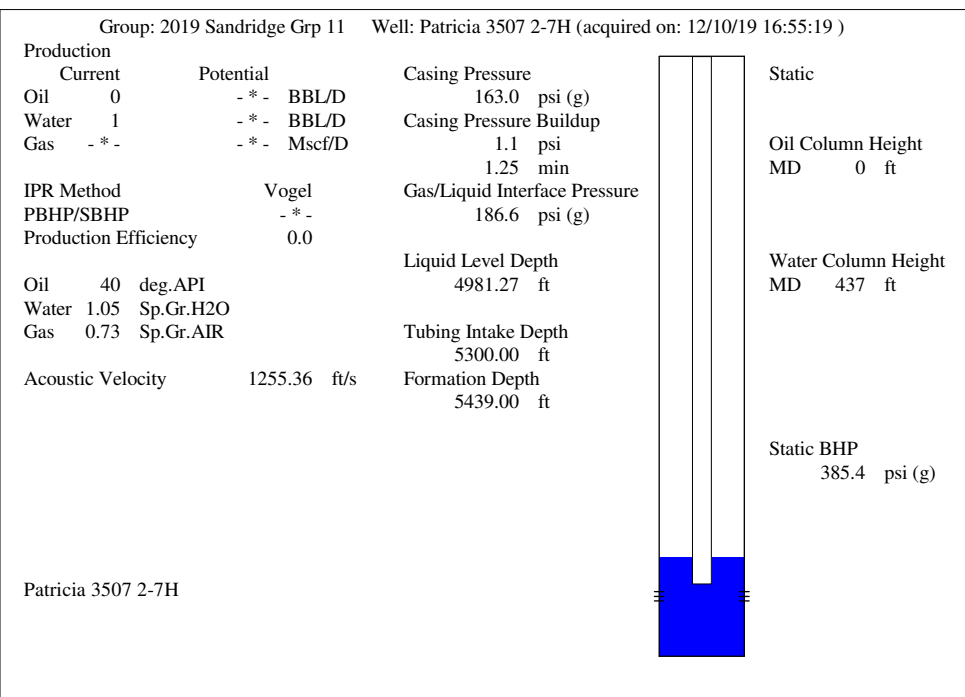 Group: 2019 Sandridge Grp 11 Well: Patricia 3507 2-7H (acquired on: 12/10/19 16:55:19 )
Production
Current Potential
Oil 0 - * - BBL/D
Water 1 - * - BBL/D
Gas - * - - * - Mscf/D
IPR Method Vogel
PBHP/SBHP - * -
Production Efficiency 0.0
Oil 40 deg.API
Water 1.05 Sp.Gr.H2O
Gas 0.73 Sp.Gr.AIR
Acoustic Velocity 1255.36 ft/s
Patricia 3507 2-7H
Casing Pressure
163.0 psi (g)
Casing Pressure Buildup
1.1 psi
1.25 min
Gas/Liquid Interface Pressure
186.6 psi (g)
Liquid Level Depth
4981.27 ft
Tubing Intake Depth
5300.00 ft
Formation Depth
5439.00 ft
Static
Oil Column Height
MD 0 ft
Water Column Height
MD 437 ft
Static BHP
385.4 psi (g)